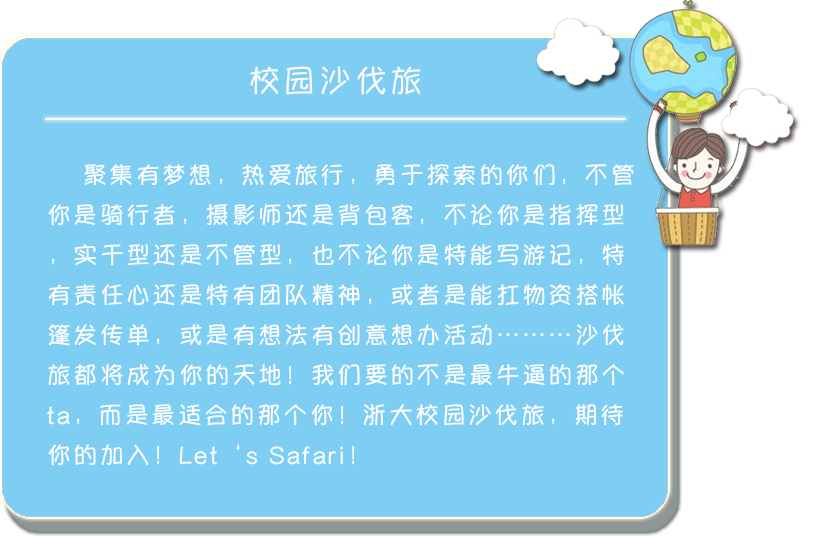 校园沙伐旅
聚集有梦想，热爱旅行，勇于探索的你们，不管
你是骑行者，摄影师还是背包客，不论你是指挥型
，实干型还是不管型，也不论你是特能写游记，特
有责任心还是特有团队精神，或者是能扛物资搭帐
篷发传单，或是有想法有创意想办活动………沙伐
旅都将成为你的天地！我们要的不是最牛逼的那个
ta，而是最适合的那个你！浙大校园沙伐旅，期待
你的加入！Let‘s Safari！